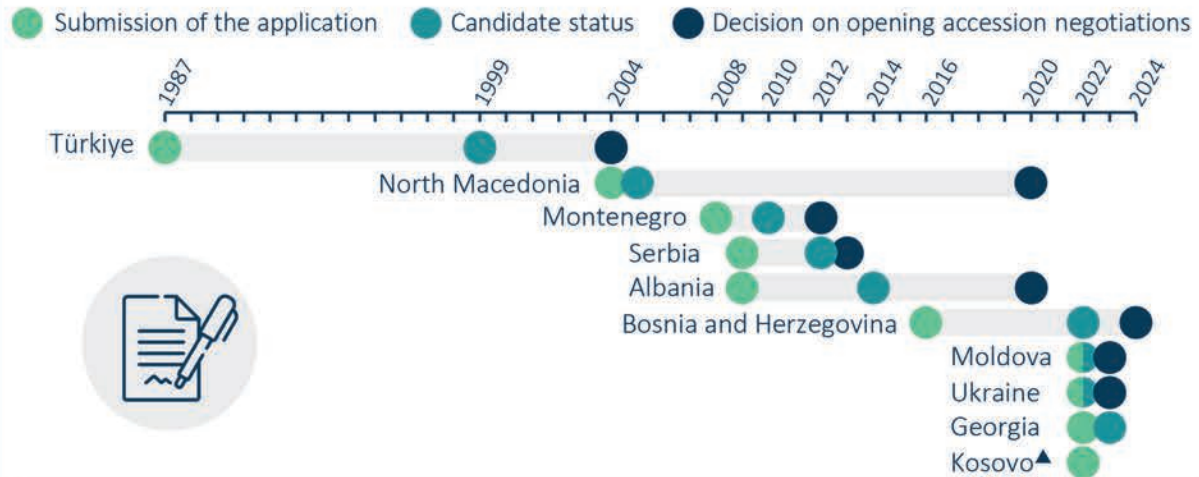 Submission of the application
Candidate status
Decision on opening accession negotiations
1987
1999
2004
2008
2010
2012
2014
2016
2020
2022
2024
Türkiye
North Macedonia
Montenegro
Serbia
Albania
Bosnia and Herzegovina
Moldova
Ukraine
Georgia
Kosovo▲